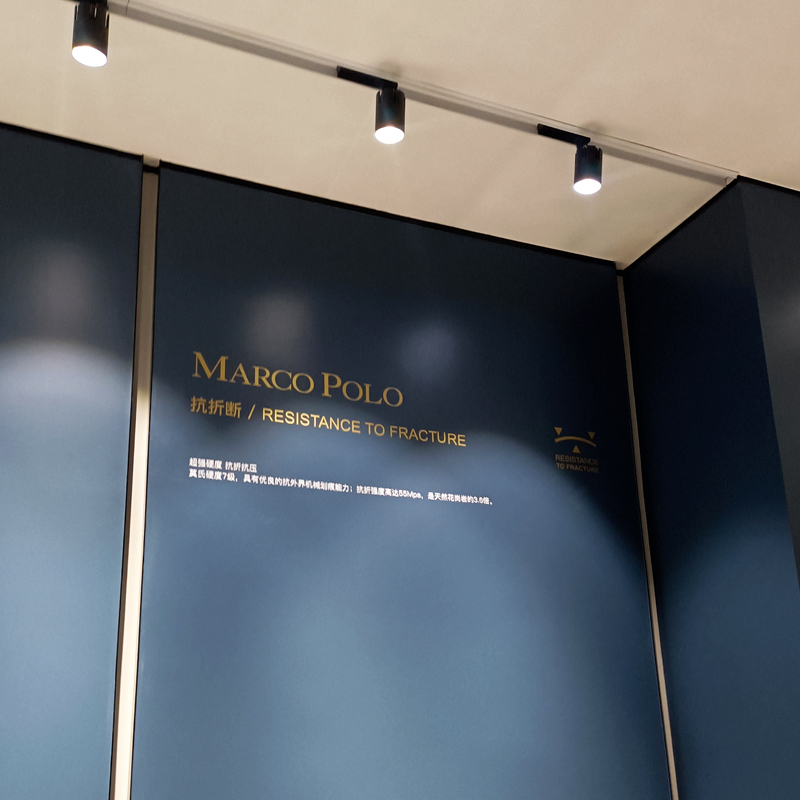 MARCO POLO
抗折断 / RESISTANCE TO FRACTURE
超强硬度 抗折抗压
莫氏硬度7级，具有优良的抗外界机械划痕能力；抗折强度高达55Mpa，是天然花岗岩的3.6倍。
RESISTANCE
TO FRACTURE